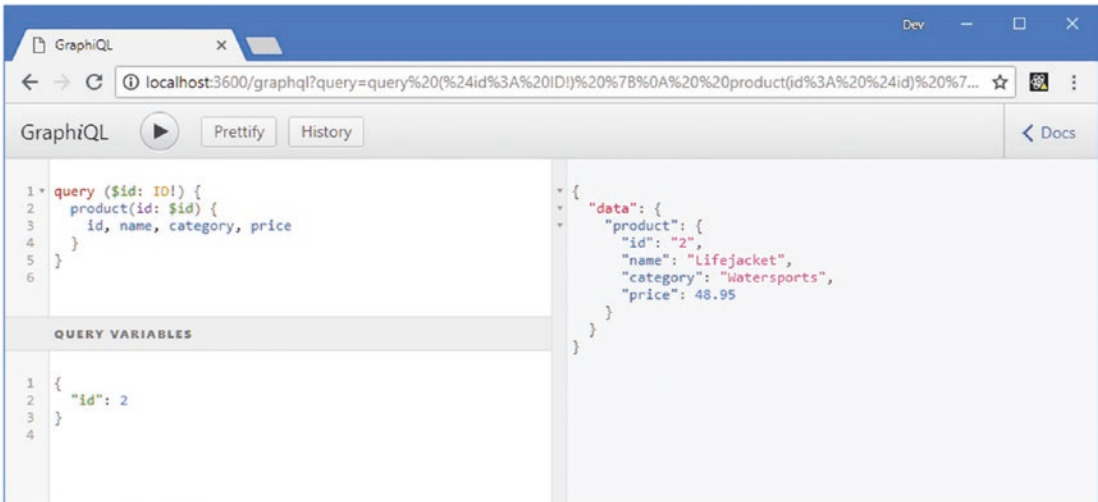 Dev
GraphiQL
localhost:3600/graphql?query=query%20(%24id%3A%20ID!)%20%7B%0A%20%20product(id%3A%20%24id)%20%7...
GraphiQL Prettify History Docs
1 query ($id: ID!) {
2 product(id: $id) {
3 id, name, category, price
4 }
5 }
6
QUERY VARIABLES
1 {
2 "id": 2
3 }
4
{
"data": {
"product": {
"id": "2",
"name": "Lifejacket",
"category": "Watersports",
"price": 48.95
}
}
}